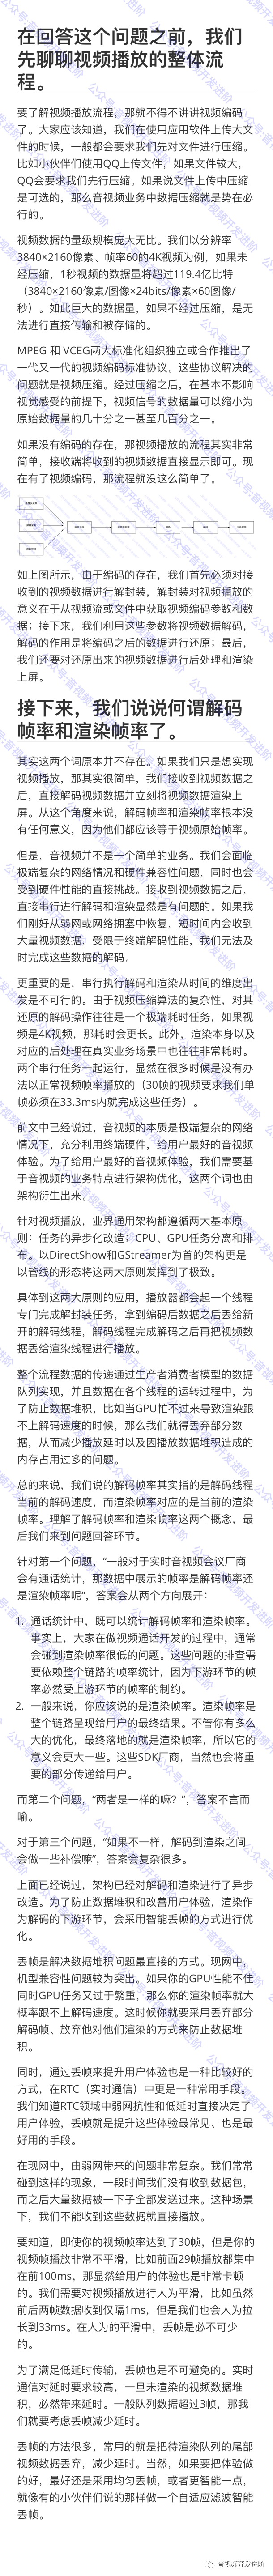 在回答这个问题之前，我们
先聊聊视频播放的整体流
程。
要了解视频播放流程，那就不得不讲讲视频编码
了。大家应该知道，我们在使用应用软件上传大文
件的时候，一般都会要求我们先对文件进行压缩。
比如小伙伴们使用QQ上传文件，如果文件较大，
QQ会要求我们先行压缩。如果说文件上传中压缩
是可选的，那么音视频业务中数据压缩就是势在必
行的。
视频数据的量级规模庞大无比。我们以分辨率
3840×2160像素、帧率60的4K视频为例，如果未
经压缩，1秒视频的数据量将超过119.4亿比特
（3840×2160像素/图像×24bits/像素×60图像/
秒）。如此巨大的数据量，如果不经过压缩，是无
法进行直接传输和被存储的。
MPEG 和 VCEG两大标准化组织独立或合作推出了
一代又一代的视频编码标准协议。这些协议解决的
问题就是视频压缩。经过压缩之后，在基本不影响
视觉感受的前提下，视频信号的数据量可以缩小为
原始数据量的几十分之一甚至几百分之一。
如果没有编码的存在，那视频播放的流程其实非常
简单，接收端将收到的视频数据直接显示即可。现
在有了视频编码，那流程就没这么简单了。
如上图所示，由于编码的存在，我们首先必须对接
收到的视频数据进行解封装，解封装对视频播放的
意义在于从视频流或文件中获取视频编码参数和数
据；接下来，我们利用这些参数将视频数据解码，
解码的作用是将编码之后的数据进行还原；最后，
我们还要对还原出来的视频数据进行后处理和渲染
上屏。
接下来，我们说说何谓解码
帧率和渲染帧率了。
其实这两个词原本并不存在。如果我们只是想实现
视频播放，那其实很简单，我们接收到视频数据之
后，直接解码视频数据并立刻将视频数据渲染上
屏。从这个角度来说，解码帧率和渲染帧率根本没
有任何意义，因为他们都应该等于视频原始帧率。
但是，音视频并不是一个简单的业务。我们会面临
极端复杂的网络情况和硬件兼容性问题，同时也会
受到硬件性能的直接挑战。接收到视频数据之后，
直接串行进行解码和渲染显然是有问题的。如果我
们刚好从弱网或网络拥塞中恢复，短时间内会收到
大量视频数据，受限于终端解码性能，我们无法及
时完成这些数据的解码。
更重要的是，串行执行解码和渲染从时间的维度出
发是不可行的。由于视频压缩算法的复杂性，对其
还原的解码操作往往是一个极端耗时任务，如果视
频是4K视频，那耗时会更长。此外，渲染本身以及
对应的后处理在真实业务场景中也往往非常耗时。
两个串行任务一起运行，显然在很多时候是没有办
法以正常视频帧率播放的（30帧的视频要求我们单
帧必须在33.3ms内就完成这些任务）。
前文中已经说过，音视频的本质是极端复杂的网络
情况下，充分利用终端硬件，给用户最好的音视频
体验。为了给用户最好的音视频体验，我们需要基
于音视频的业务特点进行架构优化，这两个词也由
架构衍生出来。
针对视频播放，业界通用架构都遵循两大基本原
则：任务的异步化改造；CPU、GPU任务分离和排
布。以DirectShow和GStreamer为首的架构更是
以管线的形态将这两大原则发挥到了极致。
具体到这两大原则的应用，播放器都会起一个线程
专门完成解封装任务，拿到编码后数据之后丢给新
开的解码线程，解码线程完成解码之后再把视频数
据丢给渲染线程进行播放。
整个流程数据的传递通过生产-消费者模型的数据
队列实现，并且数据在各个线程的运转过程中，为
了防止数据堆积，比如当GPU忙不过来导致渲染跟
不上解码速度的时候，那么我们就得丢弃部分数
据，从而减少播放延时以及因播放数据堆积造成的
内存占用过多的问题。
总的来说，我们说的解码帧率其实指的是解码线程
当前的解码速度，而渲染帧率对应的是当前的渲染
帧率。理解了解码帧率和渲染帧率这两个概念，最
后我们来到问题回答环节。
针对第一个问题，“一般对于实时音视频会议厂商
会有通话统计，那数据中展示的帧率是解码帧率还
是渲染帧率呢”，答案会从两个方向展开：
1. 通话统计中，既可以统计解码帧率和渲染帧率。
事实上，大家在做视频通话开发的过程中，通常
会碰到渲染帧率很低的问题。这些问题的排查需
要依赖整个链路的帧率统计，因为下游环节的帧
率必然受上游环节的帧率的制约。
2. 一般来说，你应该说的是渲染帧率。渲染帧率是
整个链路呈现给用户的最终结果。不管你有多么
大的优化，最终落地的就是渲染帧率，所以它的
意义会更大一些。这些SDK厂商，当然也会将重
要的部分传递给用户。
而第二个问题，“两者是一样的嘛？”，答案不言而
喻。
对于第三个问题，“如果不一样，解码到渲染之间
会做一些补偿嘛”，答案会复杂很多。
上面已经说过，架构已经对解码和渲染进行了异步
改造。为了防止数据堆积和改善用户体验，渲染作
为解码的下游环节，会采用智能丢帧的方式进行优
化。
丢帧是解决数据堆积问题最直接的方式。现网中，
机型兼容性问题较为突出。如果你的GPU性能不佳
同时GPU任务又过于繁重，那么你的渲染帧率就大
概率跟不上解码速度。这时候你就要采用丢弃部分
解码帧、放弃他对他们渲染的方式来防止数据堆
积。
同时，通过丢帧来提升用户体验也是一种比较好的
方式，在RTC（实时通信）中更是一种常用手段。
我们知道RTC领域中弱网抗性和低延时直接决定了
用户体验，丢帧就是提升这些体验最常见、也是最
好用的手段。
在现网中，由弱网带来的问题非常复杂。我们常常
碰到这样的现象，一段时间我们没有收到数据包，
而之后大量数据被一下子全部发送过来。这种场景
下，我们不能收到这些数据就直接播放。
要知道，即使你的视频帧率达到了30帧，但是你的
视频帧播放非常不平滑，比如前面29帧播放都集中
在前100ms，那显然给用户的体验也是非常卡顿
的。我们需要对视频播放进行人为平滑，比如虽然
前后两帧数据收到仅隔1ms，但是我们也会人为拉
长到33ms。在人为的平滑中，丢帧是必不可少
的。
为了满足低延时传输，丢帧也是不可避免的。实时
通信对延时要求较高，一旦未渲染的视频数据堆
积，必然带来延时。一般队列数据超过3帧，那我
们就要考虑丢帧减少延时。
丢帧的方法很多，常用的就是把待渲染队列的尾部
视频数据丢弃，减少延时。当然，如果要把体验做
的好，最好还是采用均匀丢帧，或者更智能一点，
就像有的小伙伴们说的那样做一个自适应滤波智能
丢帧。
音视频开发进阶